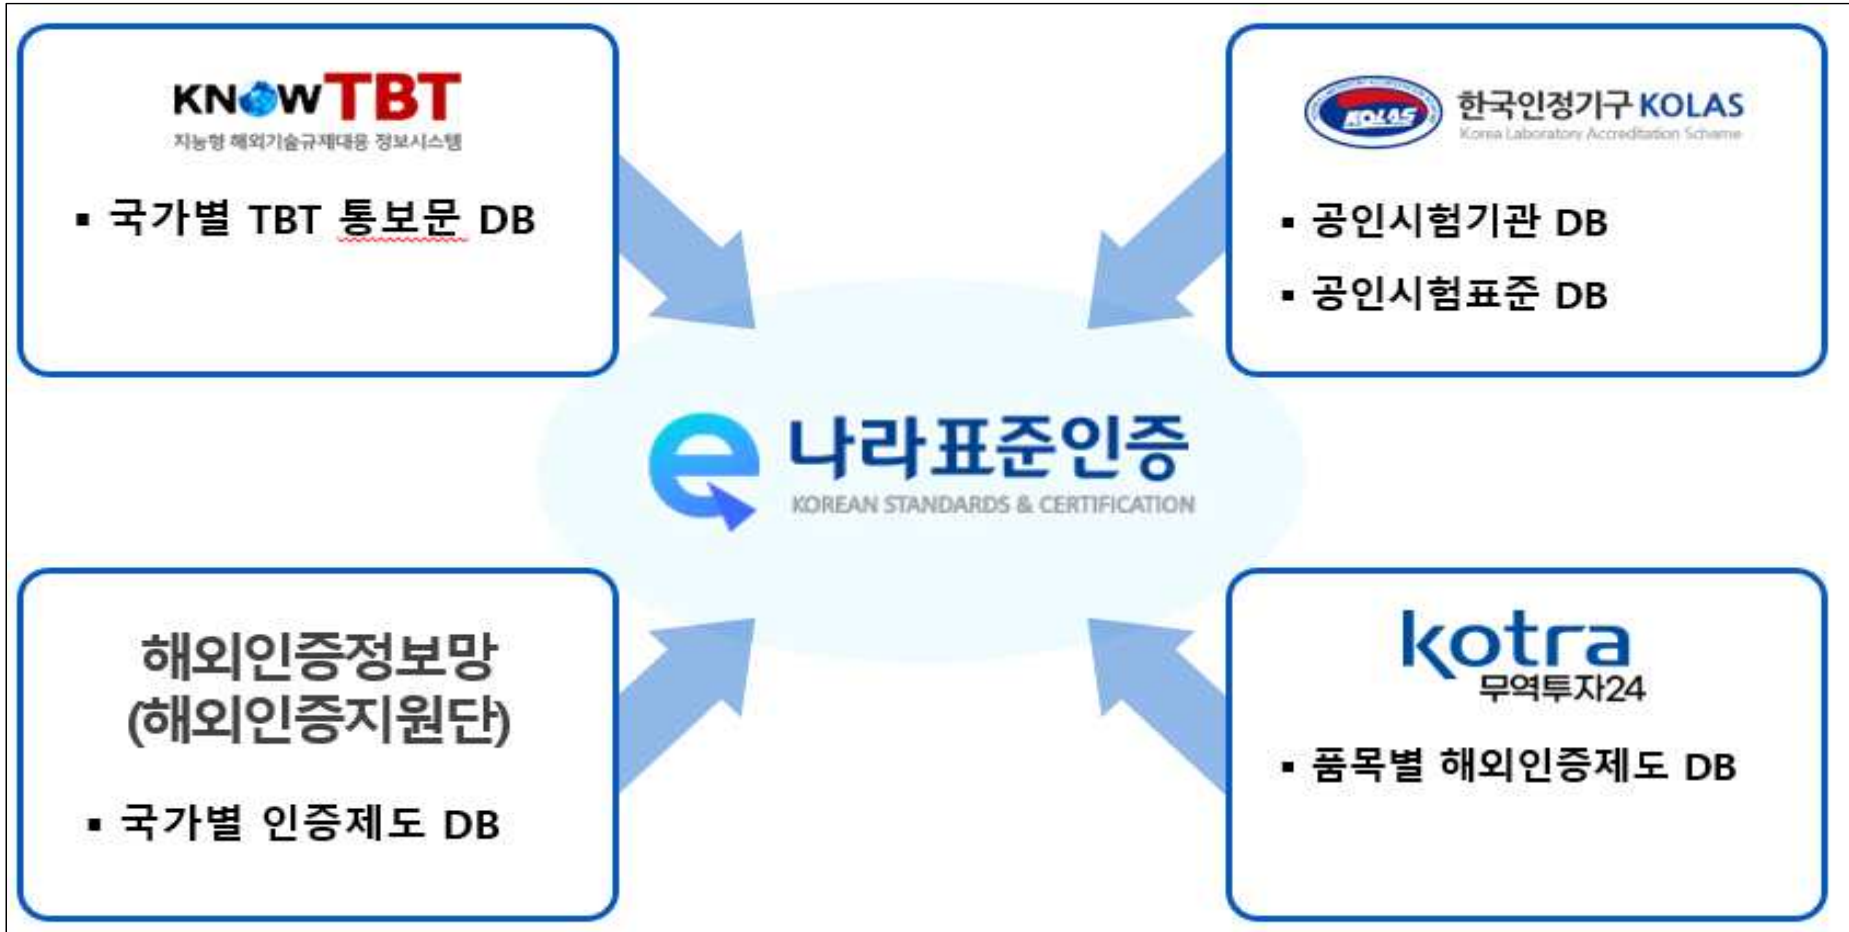 KNOWTBT
지능형 해외기술규제대응 정보시스템
▪ 국가별 TBT 통보문 DB
KOLAS
한국인정기구 KOLAS
Korea Laboratory Accreditation Scheme
▪ 공인시험기관 DB
▪ 공인시험표준 DB
e 나라표준인증
KOREAN STANDARDS & CERTIFICATION
해외인증정보망
(해외인증지원단)
▪ 국가별 인증제도 DB
kotra
무역투자24
▪ 품목별 해외인증제도 DB